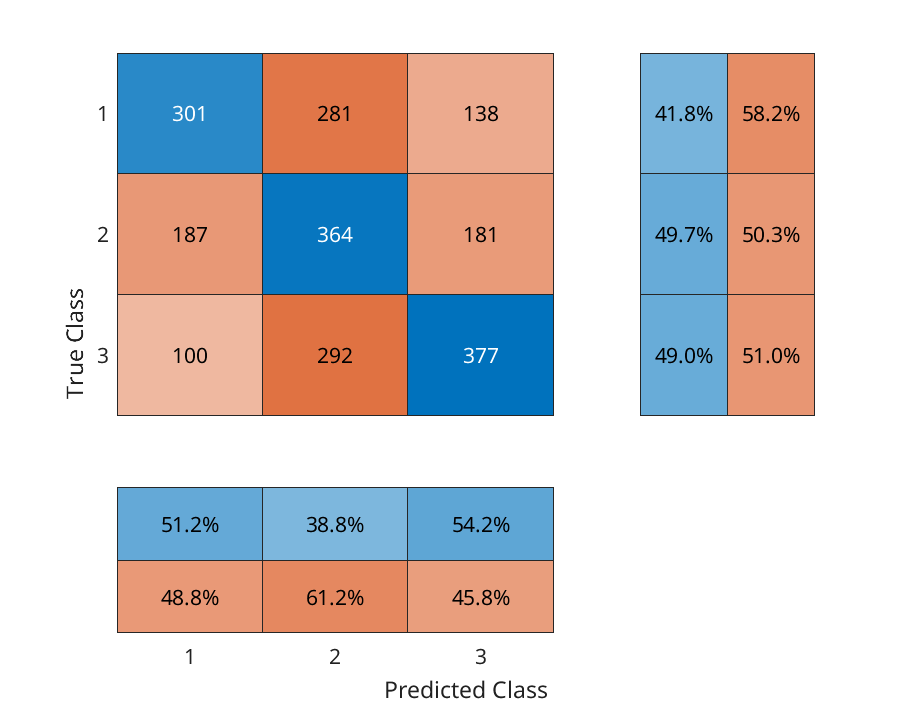 1 301 281 138 41.8% 58.2%
2 187 364 181 49.7% 50.3%
3 100 292 377 49.0% 51.0%
True Class
51.2% 38.8% 54.2%
48.8% 61.2% 45.8%
1 2 3
Predicted Class